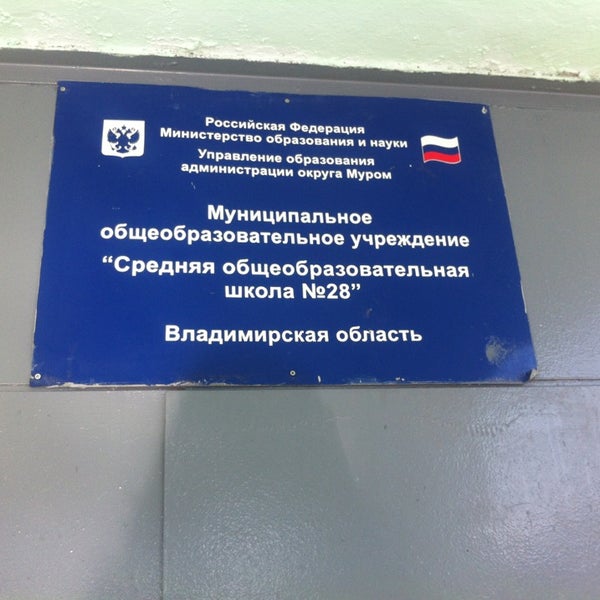 Российская Федерация
Министерство образования и науки
Управление образования
администрации округа Муром
Муниципальное
общеобразовательное учреждение
“Средняя общеобразовательная
школа №28”
Владимирская область